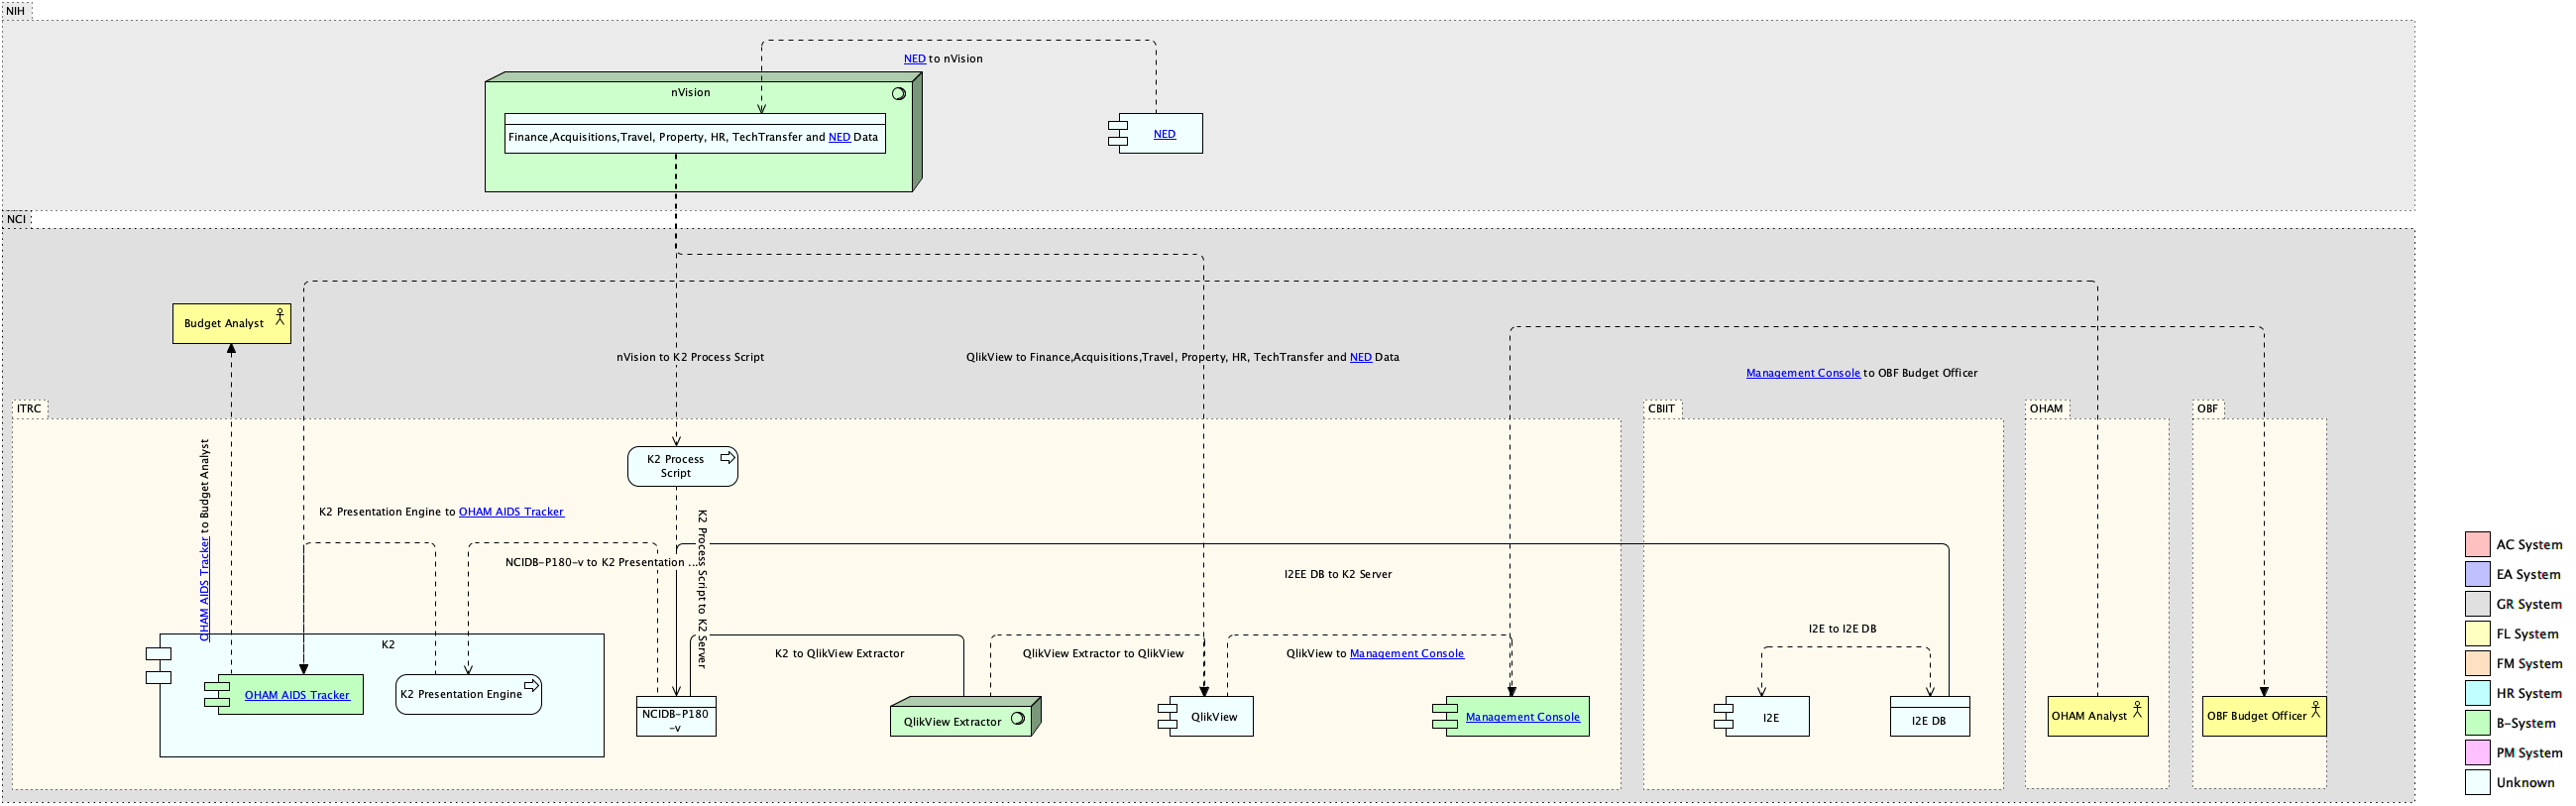 NIH
NED to nVision
nVision
Finance,Acquisitions,Travel, Property, HR, TechTransfer and NED Data
NED
NCI
Budget Analyst
nVision to K2 Process Script
QlikView to Finance,Acquisitions,Travel, Property, HR, TechTransfer and NED Data
Management Console to OBF Budget Officer
ITRC
CBIIT
OHAM
OBF
K2 Process
Script
OHAM AIDS Tracker to Budget Analyst
K2 Presentation Engine to OHAM AIDS Tracker
K2 Process Script to K2 Server
NCIDB-P180-v to K2 Presentation ...
I2EE DB to K2 Server
I2E to I2E DB
K2
K2 to QlikView Extractor
QlikView Extractor to QlikView
QlikView to Management Console
OHAM AIDS Tracker
K2 Presentation Engine
NCIDB-P180
-v
QlikView Extractor
QlikView
Management Console
I2E
I2E DB
OHAM Analyst
OBF Budget Officer
AC System
EA System
GR System
FL System
FM System
HR System
B-System
PM System
Unknown